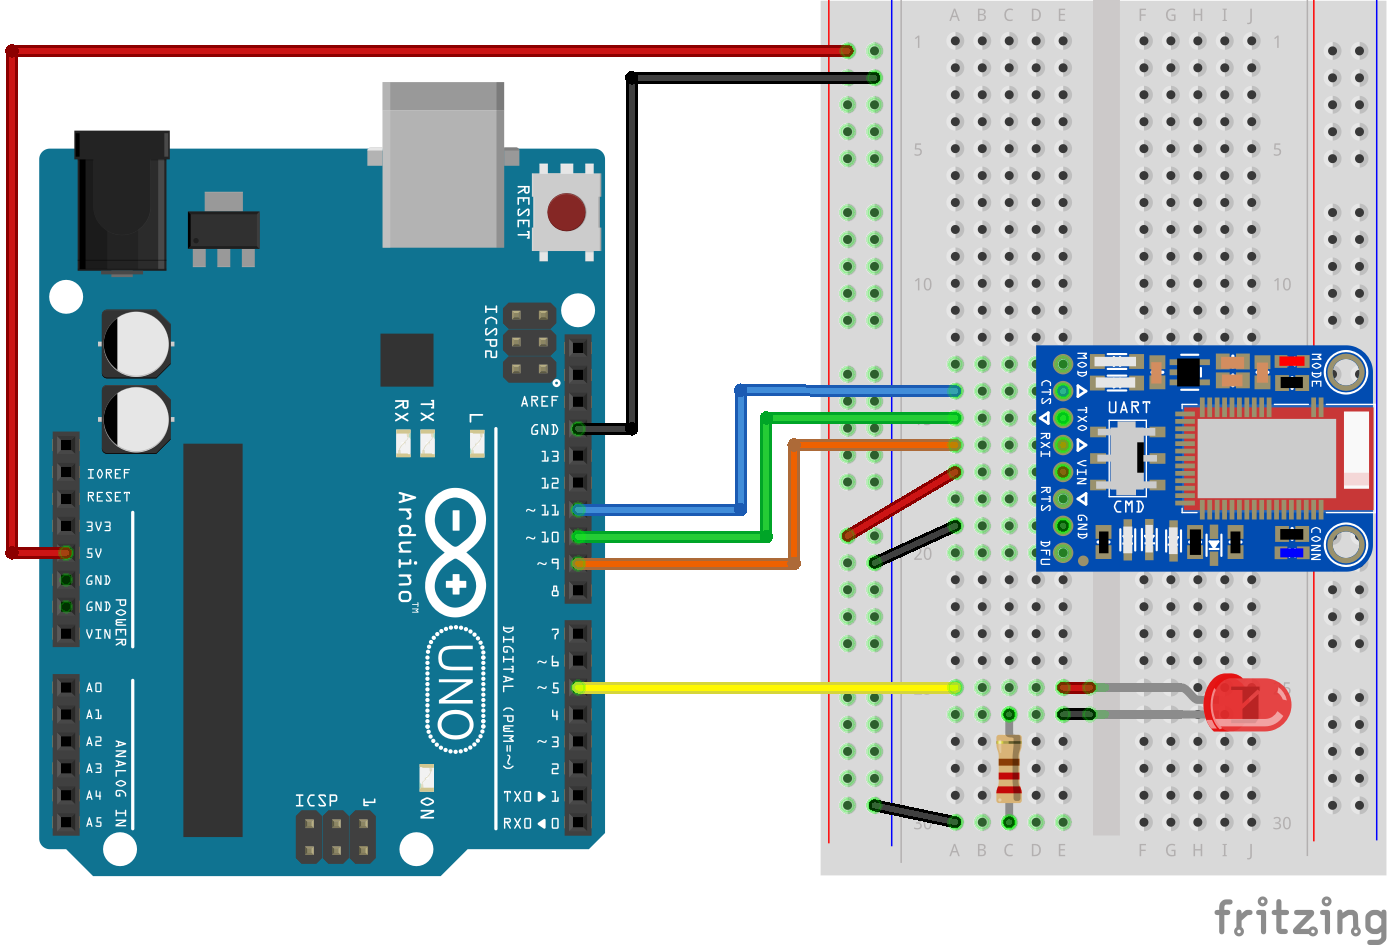 A B C D E F G H I J
1 1
5 5
10 10
20
30 30
A B C D E F G H I J
RESET
ICSP2
RX
TX
L
AREF
GND
13
12
~11
~10
~9
8
7
~6
~5
4
~3
2
TX0▶1
RX0◀0
DIGITAL (PWM=~)
IOREF
RESET
3V3
5V
GND
GND
VIN
POWER
A0
A1
A2
A3
A4
A5
ANALOG IN
Arduino™
UNO
ON
ICSP
1
MOD
CTS
TXO
RXI
VIN
RTS
GND
DFU
UART
CMD
MODE
CONN
fritzing